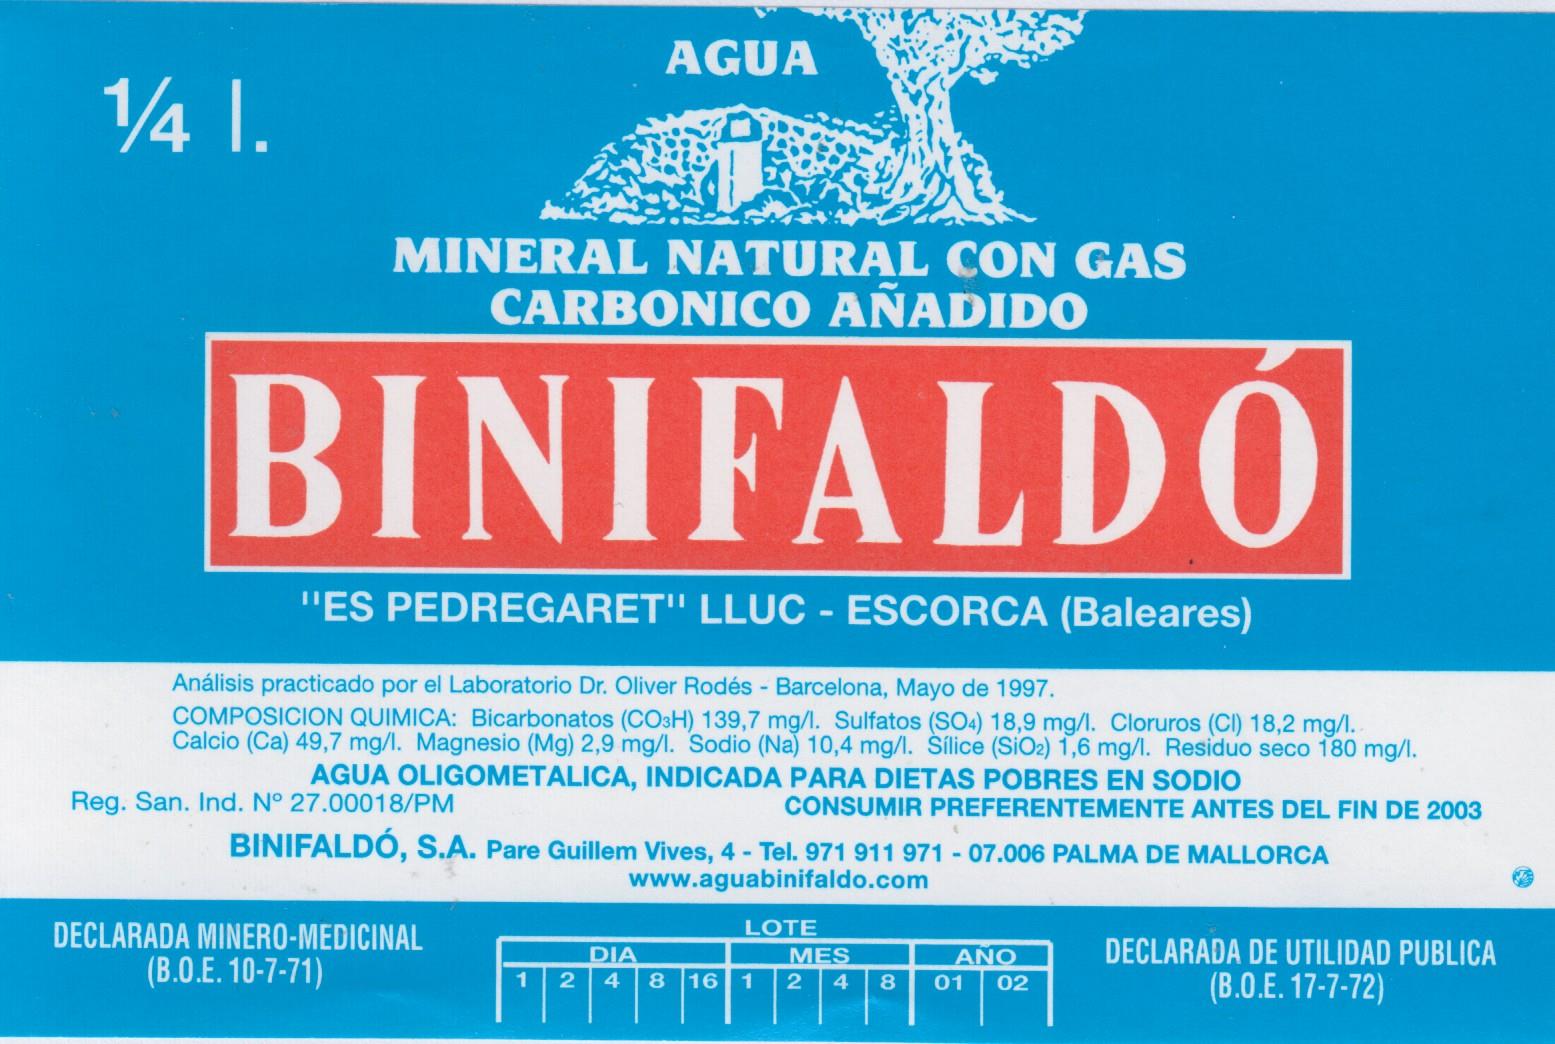 ¼ l.
AGUA
MINERAL NATURAL CON GAS
CARBONICO AÑADIDO
BINIFALDÓ
"ES PEDREGARET" LLUC - ESCORCA (Baleares)
Análisis practicado por el Laboratorio Dr. Oliver Rodés - Barcelona, Mayo de 1997.
COMPOSICION QUIMICA: Bicarbonatos (CO₃H) 139,7 mg/l. Sulfatos (SO₄) 18,9 mg/l. Cloruros (Cl) 18,2 mg/l.
Calcio (Ca) 49,7 mg/l. Magnesio (Mg) 2,9 mg/l. Sodio (Na) 10,4 mg/l. Sílice (SiO₂) 1,6 mg/l. Residuo seco 180 mg/l.
AGUA OLIGOMETALICA, INDICADA PARA DIETAS POBRES EN SODIO
Reg. San. Ind. Nº 27.00018/PM
CONSUMIR PREFERENTEMENTE ANTES DEL FIN DE 2003
BINIFALDÓ, S.A. Pare Guillem Vives, 4 - Tel. 971 911 971 - 07.006 PALMA DE MALLORCA
www.aguabinifaldo.com
DECLARADA MINERO-MEDICINAL
(B.O.E. 10-7-71)
LOTE
DIA MES AÑO
1 2 4 8 16 1 2 4 8 01 02
DECLARADA DE UTILIDAD PUBLICA
(B.O.E. 17-7-72)